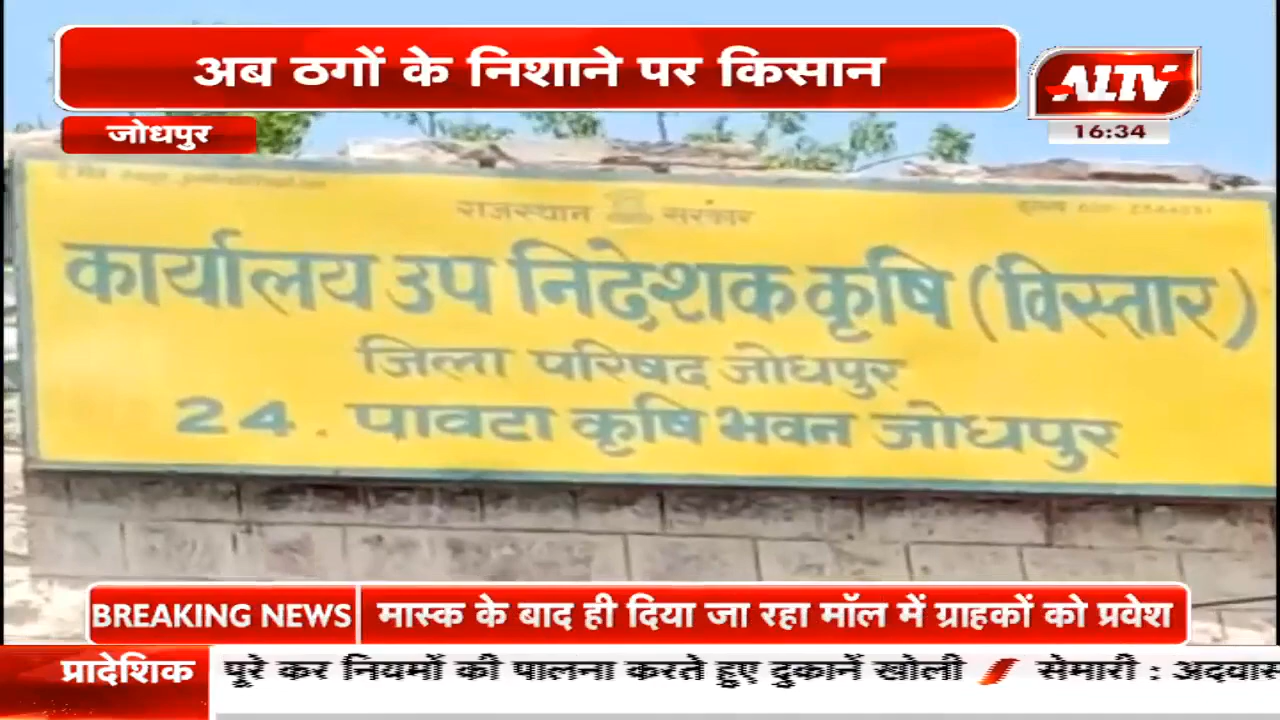 अब ठगों के निशाने पर किसान
ALTV
16:34
जोधपुर
राजस्थान सरकार
कार्यालय उप निदेशक कृषि (विस्तार)
जिला परिषद जोधपुर
24. पावटा कृषि भवन जोधपुर
BREAKING NEWS मास्क के बाद ही दिया जा रहा मॉल में ग्राहकों को प्रवेश
प्रादेशिक पूरे कर नियमों की पालना करते हुए दुकानें खोली / सेमारी : अदवास